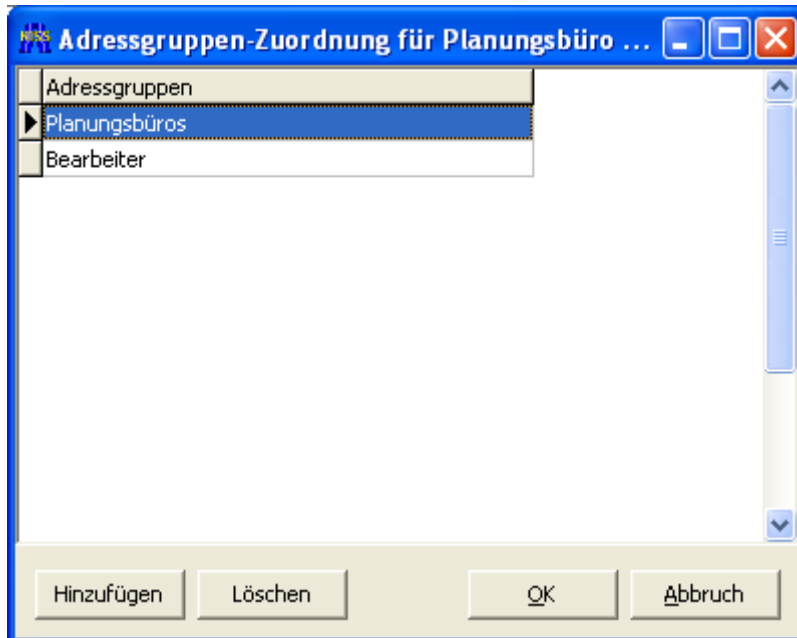 Adressgruppen-Zuordnung für Planungsbüro ...
Adressgruppen
Planungsbüros
Bearbeiter
Hinzufügen Löschen OK Abbruch